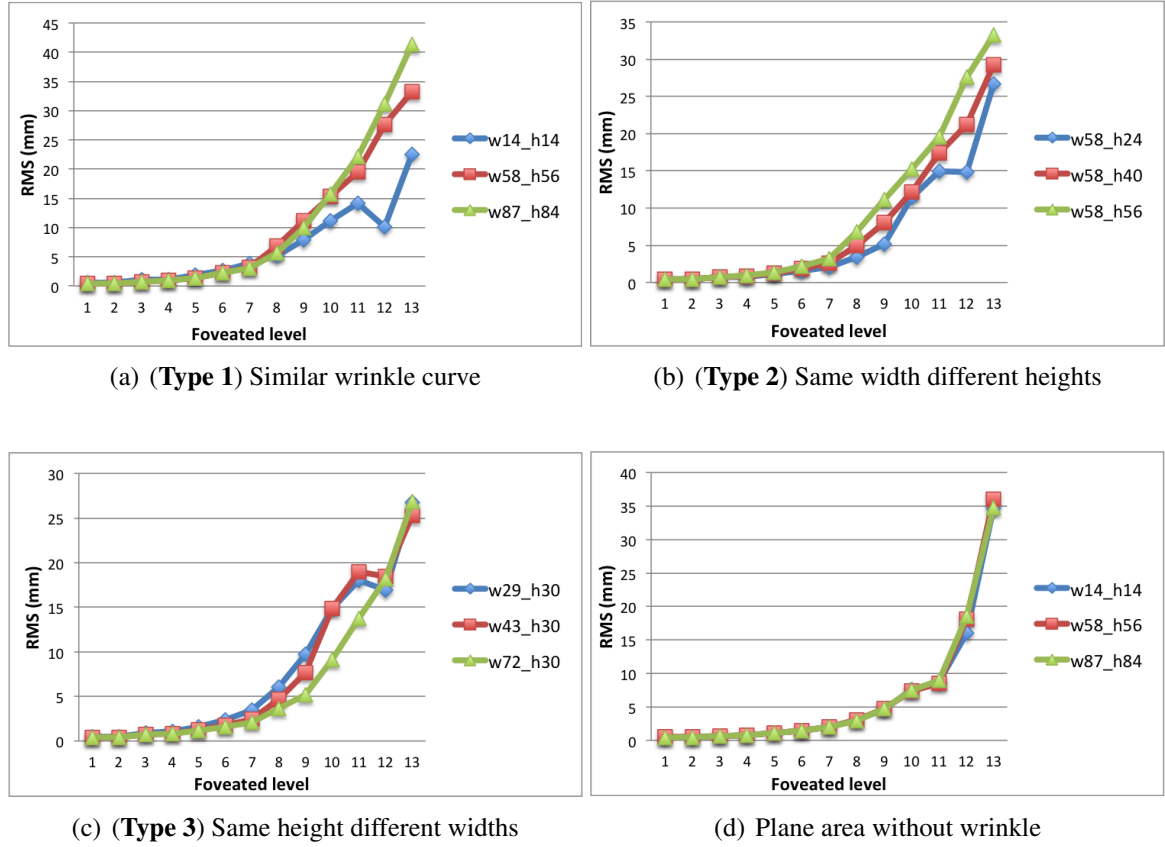 45
40
35
30
25
20
15
10
5
0
RMS (mm)
1 2 3 4 5 6 7 8 9 10 11 12 13
Foveated level
w14_h14
w58_h56
w87_h84
(a) (Type 1) Similar wrinkle curve
35
30
25
20
15
10
5
0
RMS (mm)
1 2 3 4 5 6 7 8 9 10 11 12 13
Foveated level
w58_h24
w58_h40
w58_h56
(b) (Type 2) Same width different heights
30
25
20
15
10
5
0
RMS (mm)
1 2 3 4 5 6 7 8 9 10 11 12 13
Foveated level
w29_h30
w43_h30
w72_h30
(c) (Type 3) Same height different widths
40
35
30
25
20
15
10
5
0
RMS (mm)
1 2 3 4 5 6 7 8 9 10 11 12 13
Foveated level
w14_h14
w58_h56
w87_h84
(d) Plane area without wrinkle